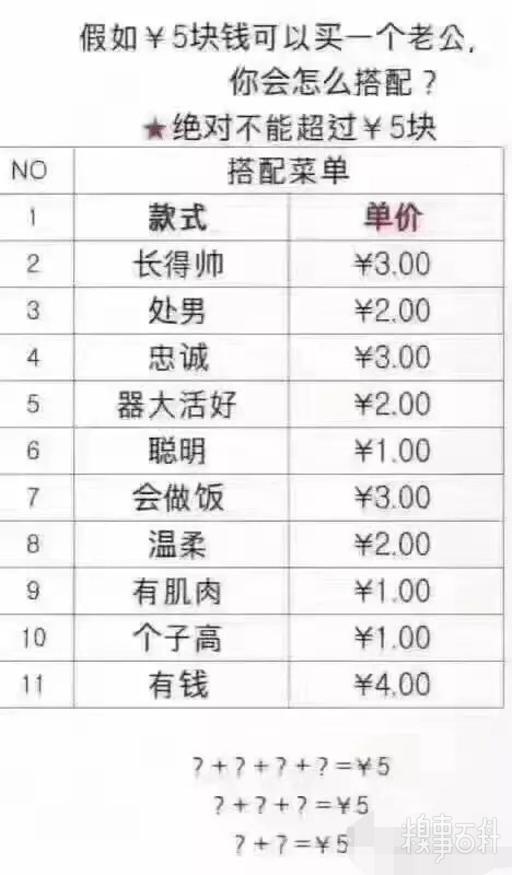 假如￥5块钱可以买一个老公,
你会怎么搭配？
★绝对不能超过￥5块
NO 搭配菜单
1 款式 单价
2 长得帅 ¥3.00
3 处男 ¥2.00
4 忠诚 ¥3.00
5 器大活好 ¥2.00
6 聪明 ¥1.00
7 会做饭 ¥3.00
8 温柔 ¥2.00
9 有肌肉 ¥1.00
10 个子高 ¥1.00
11 有钱 ¥4.00
?+?+?+?=¥5
?+?+?=¥5
?+?=¥5
糗事百科